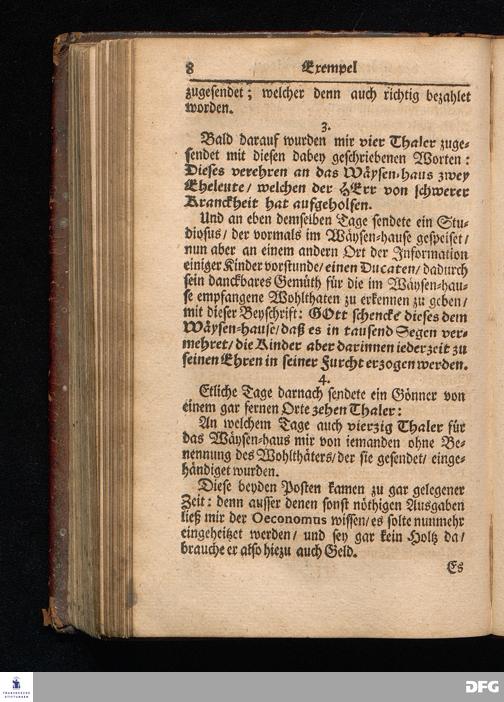 8 Exempel
zugesendet; welcher denn auch richtig bezahlet
worden.
3.
Bald darauf wurden mir vier Thaler zuge-
sendet mit diesen dabey geschriebenen Worten:
Dieses verehren an das Wäysen-haus zwey
Eheleute/ welchen der HErr von schwerer
Kranckheit hat aufgeholfen.
Und an eben demselben Tage sendete ein Stu-
diosus/ der vormals im Wäysen-hause gespeiset/
nun aber an einem andern Ort der Information
einiger Kinder vorstunde/ einen Ducaten/ dadurch
sein danckbares Gemüth für die im Wäysen-hau-
se empfangene Wohlthaten zu erkennen zu geben/
mit dieser Beyschrift: GOtt schencke dieses dem
Wäysen-hause/ daß es in tausend Segen ver-
mehret/ die Kinder aber darinnen iederzeit zu
seinen Ehren in seiner Furcht erzogen werden.
4.
Etliche Tage darnach sendete ein Gönner von
einem gar fernen Orte zehen Thaler:
An welchem Tage auch vierzig Thaler für
das Wäysen-haus mir von iemanden ohne Be-
nennung des Wohlthäters/ der sie gesendet/ einge-
händiget wurden.
Diese beyden Posten kamen zu gar gelegener
Zeit: denn ausser denen sonst nöthigen Ausgaben
ließ mir der Oeconomus wissen/ es solte nunmehr
eingeheitzet werden/ und sey gar kein Holtz da/
brauche er also hiezu auch Geld.
Es
FRANCKESCHE
STIFTUNGEN
DFG